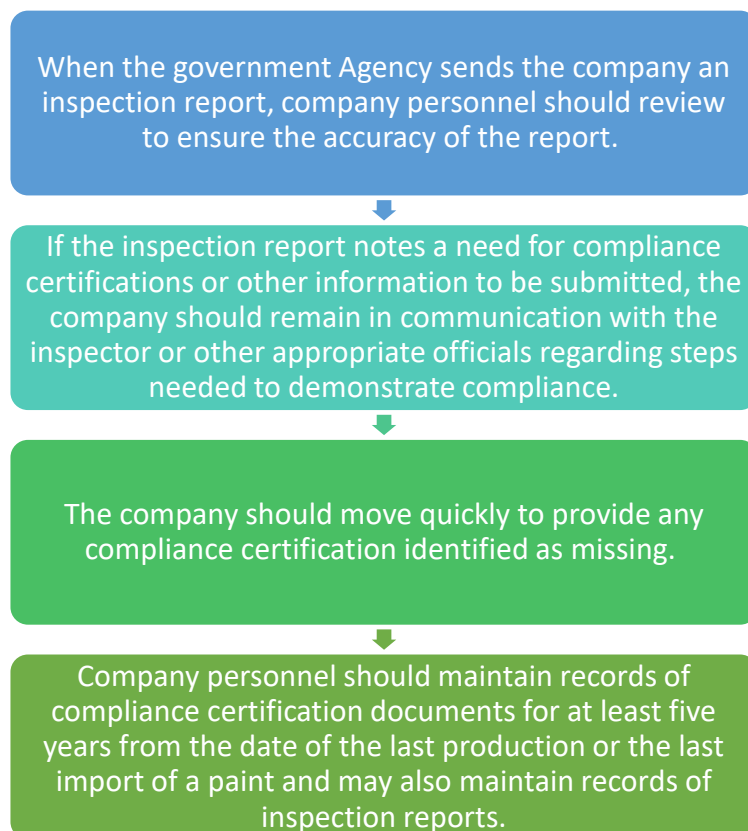 When the government Agency sends the company an
inspection report, company personnel should review
to ensure the accuracy of the report.
If the inspection report notes a need for compliance
certifications or other information to be submitted, the
company should remain in communication with the
inspector or other appropriate officials regarding steps
needed to demonstrate compliance.
The company should move quickly to provide any
compliance certification identified as missing.
Company personnel should maintain records of
compliance certification documents for at least five
years from the date of the last production or the last
import of a paint and may also maintain records of
inspection reports.